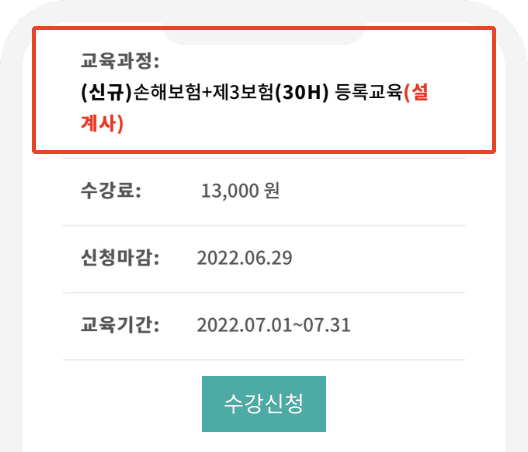 교육과정:
(신규)손해보험+제3보험(30H) 등록교육(설
계사)
수강료: 13,000 원
신청마감: 2022.06.29
교육기간: 2022.07.01~07.31
수강신청